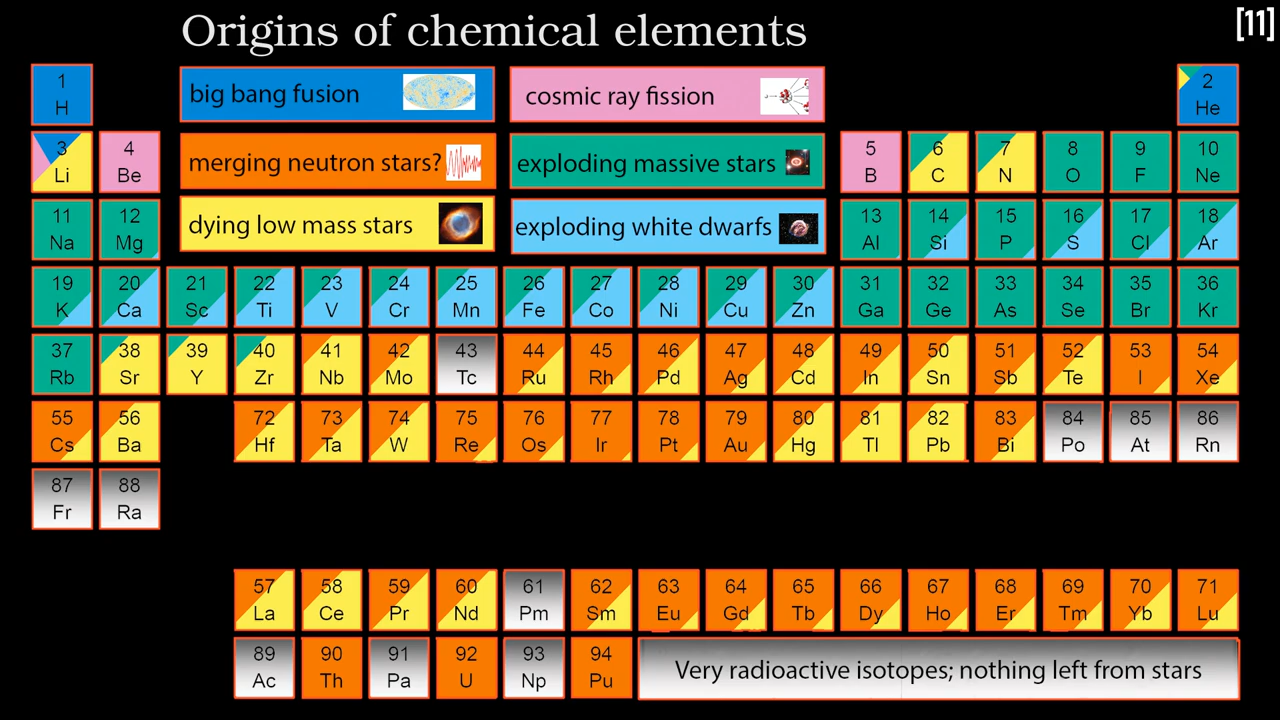 Origins of chemical elements
[11]
1 2
H big bang fusion cosmic ray fission He
3 4 5 6 7 8 9 10
Li Be merging neutron stars? exploding massive stars B C N O F Ne
11 12 13 14 15 16 17 18
Na Mg dying low mass stars exploding white dwarfs Al Si P S Cl Ar
19 20 21 22 23 24 25 26 27 28 29 30 31 32 33 34 35 36
K Ca Sc Ti V Cr Mn Fe Co Ni Cu Zn Ga Ge As Se Br Kr
37 38 39 40 41 42 43 44 45 46 47 48 49 50 51 52 53 54
Rb Sr Y Zr Nb Mo Tc Ru Rh Pd Ag Cd In Sn Sb Te I Xe
55 56 72 73 74 75 76 77 78 79 80 81 82 83 84 85 86
Cs Ba Hf Ta W Re Os Ir Pt Au Hg Tl Pb Bi Po At Rn
87 88
Fr Ra
57 58 59 60 61 62 63 64 65 66 67 68 69 70 71
La Ce Pr Nd Pm Sm Eu Gd Tb Dy Ho Er Tm Yb Lu
89 90 91 92 93 94
Ac Th Pa U Np Pu Very radioactive isotopes; nothing left from stars